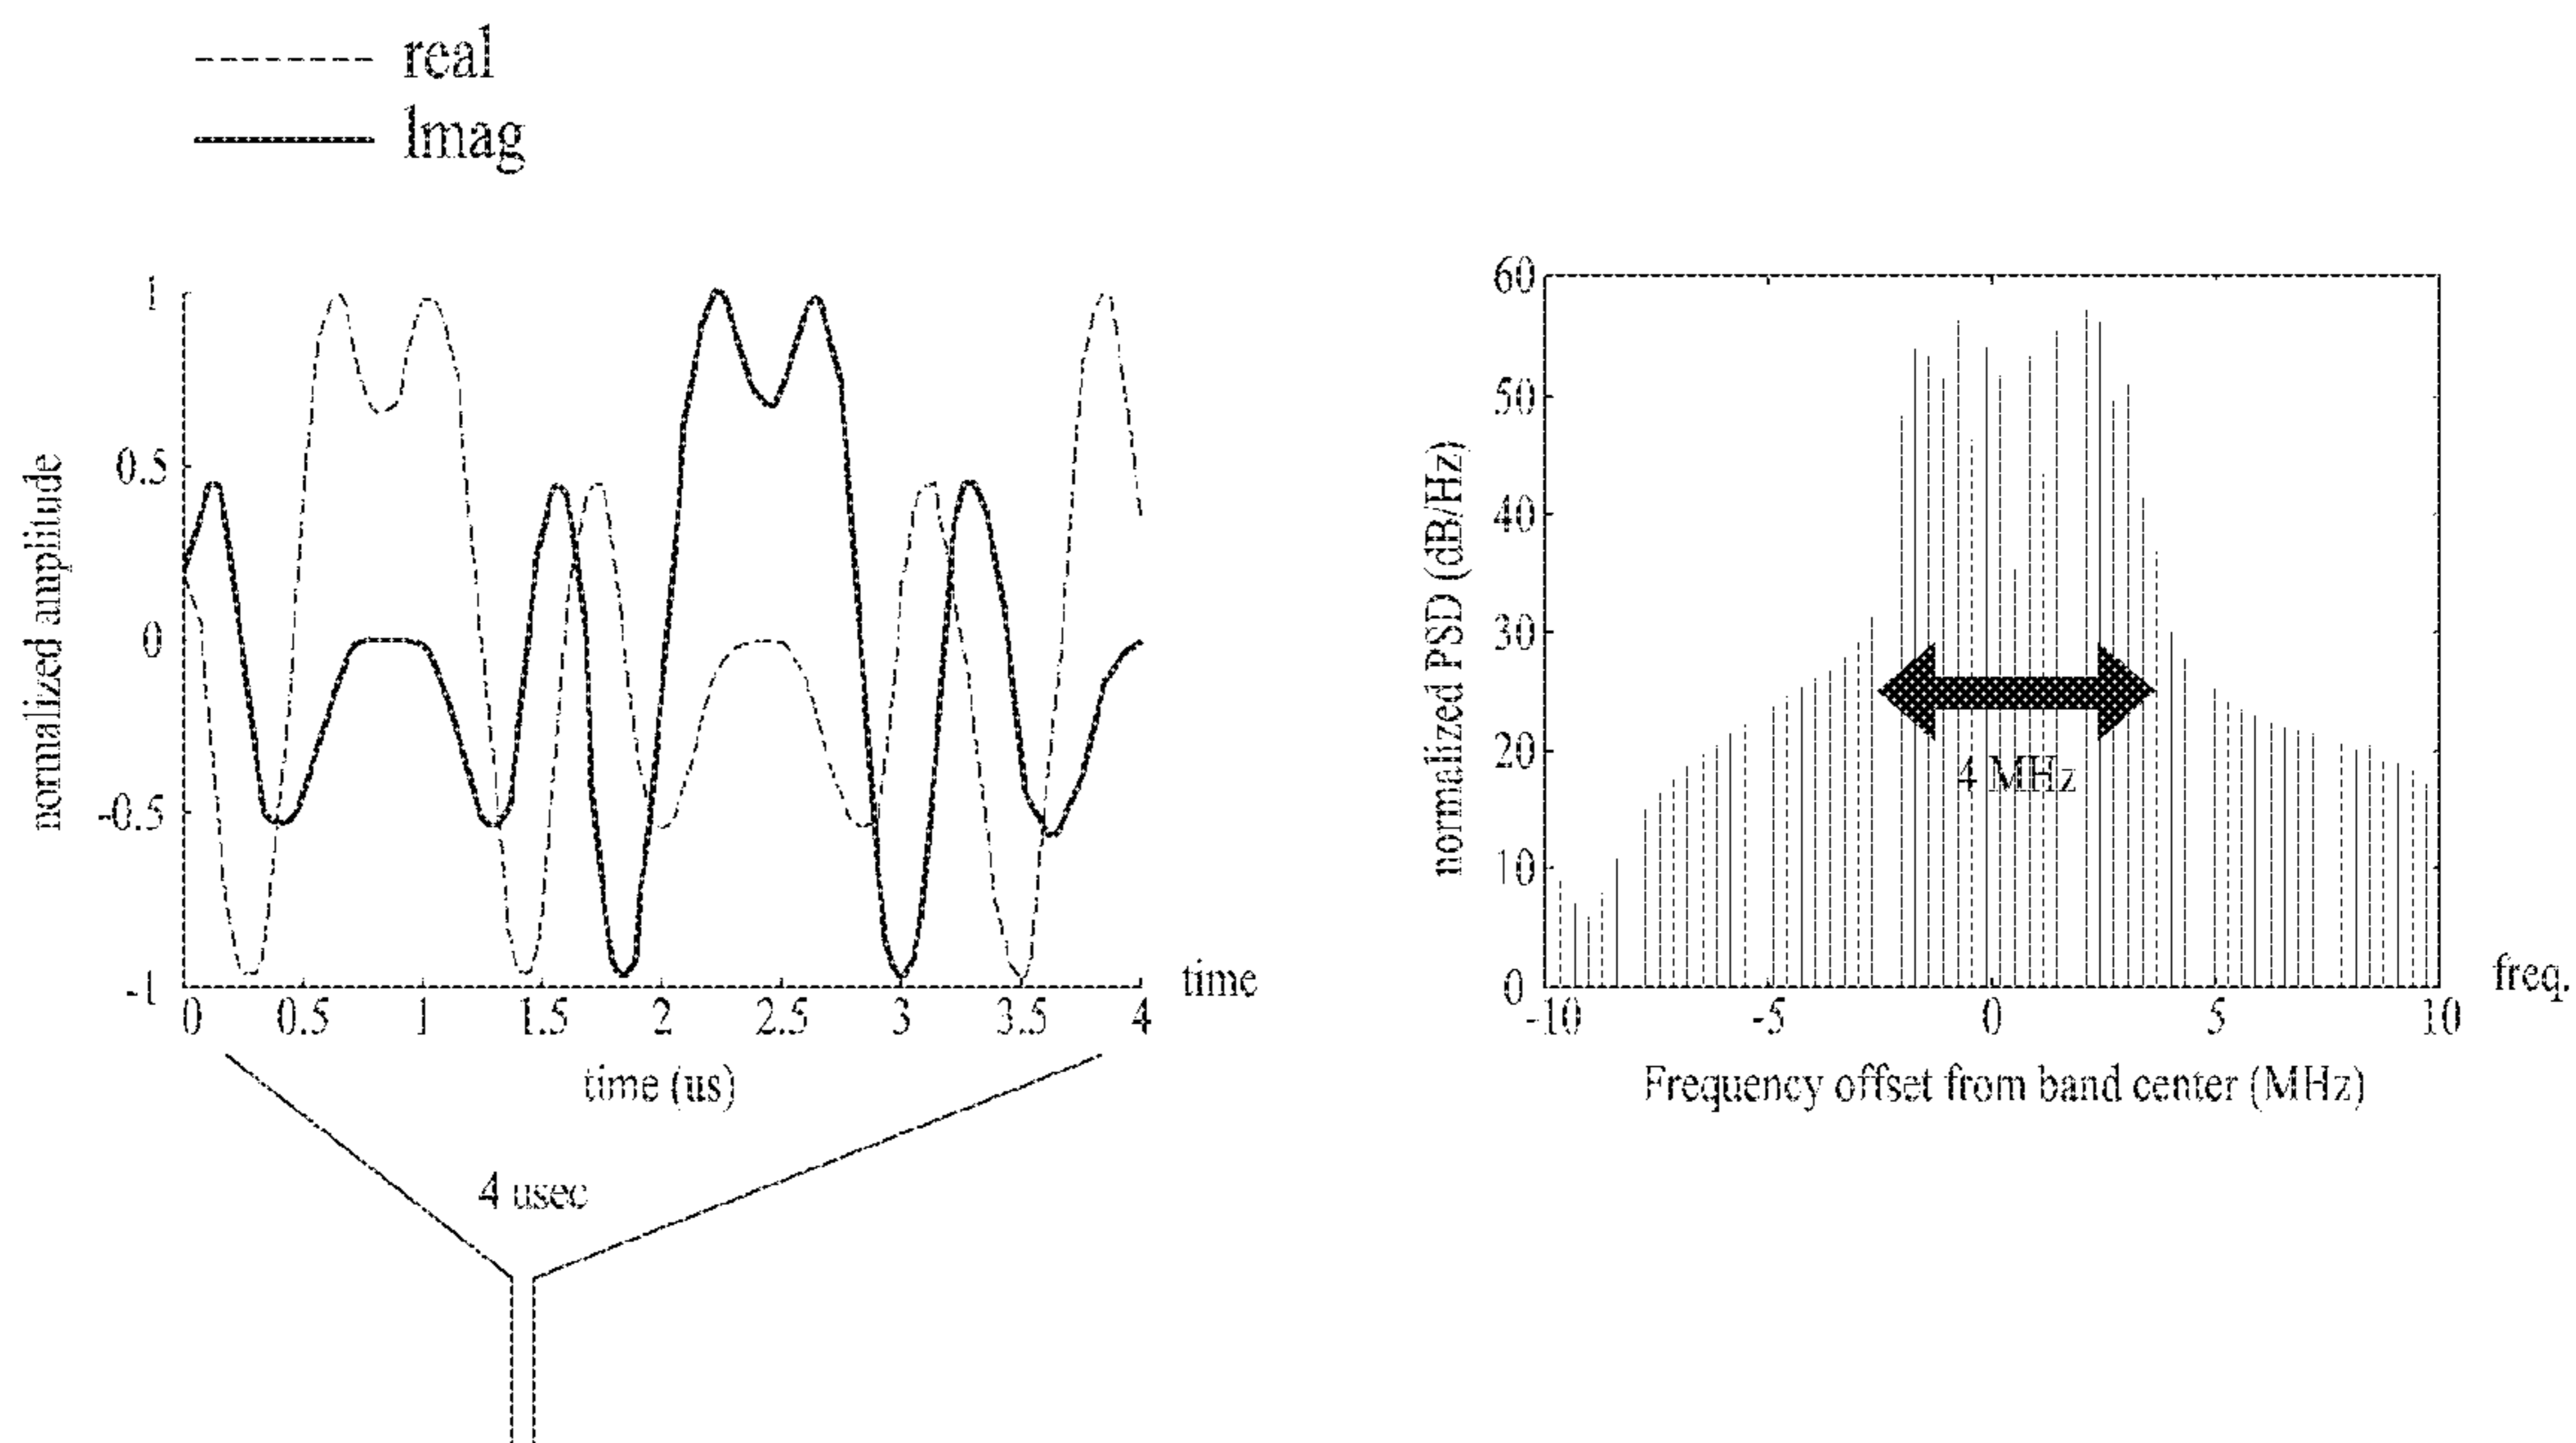 real
Imag
1
0.5
0
-0.5
-1
normalized amplitude
0 0.5 1 1.5 2 2.5 3 3.5 4
time
time (us)
4 usec
60
50
40
30
20
10
0
normalized PSD (dB/Hz)
4 MHz
-10 -5 0 5 10
freq.
Frequency offset from band center (MHz)